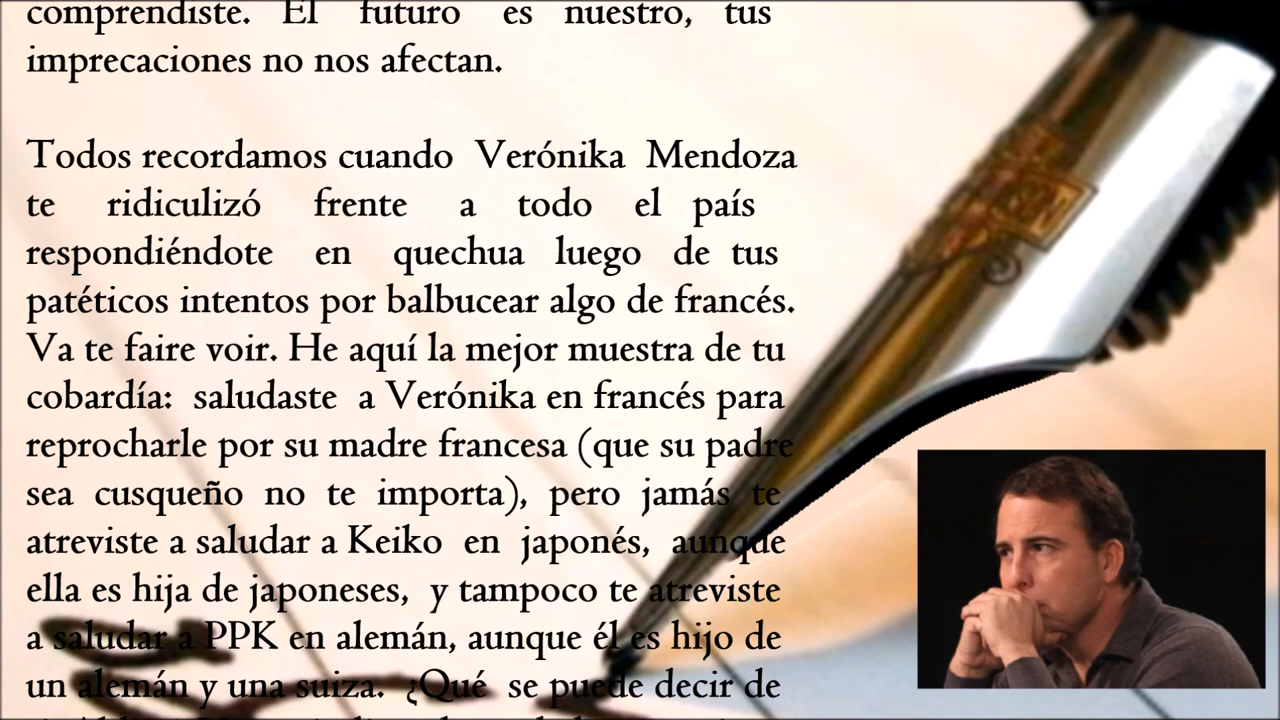 comprendiste. El futuro es nuestro, tus
imprecaciones no nos afectan.
Todos recordamos cuando Verónika Mendoza
te ridiculizó frente a todo el país
respondiéndote en quechua luego de tus
patéticos intentos por balbucear algo de francés.
Va te faire voir. He aquí la mejor muestra de tu
cobardía: saludaste a Verónika en francés para
reprocharle por su madre francesa (que su padre
sea cusqueño no te importa), pero jamás te
atreviste a saludar a Keiko en japonés, aunque
ella es hija de japoneses, y tampoco te atreviste
a saludar a PPK en alemán, aunque él es hijo de
un alemán y una suiza. ¿Qué se puede decir de